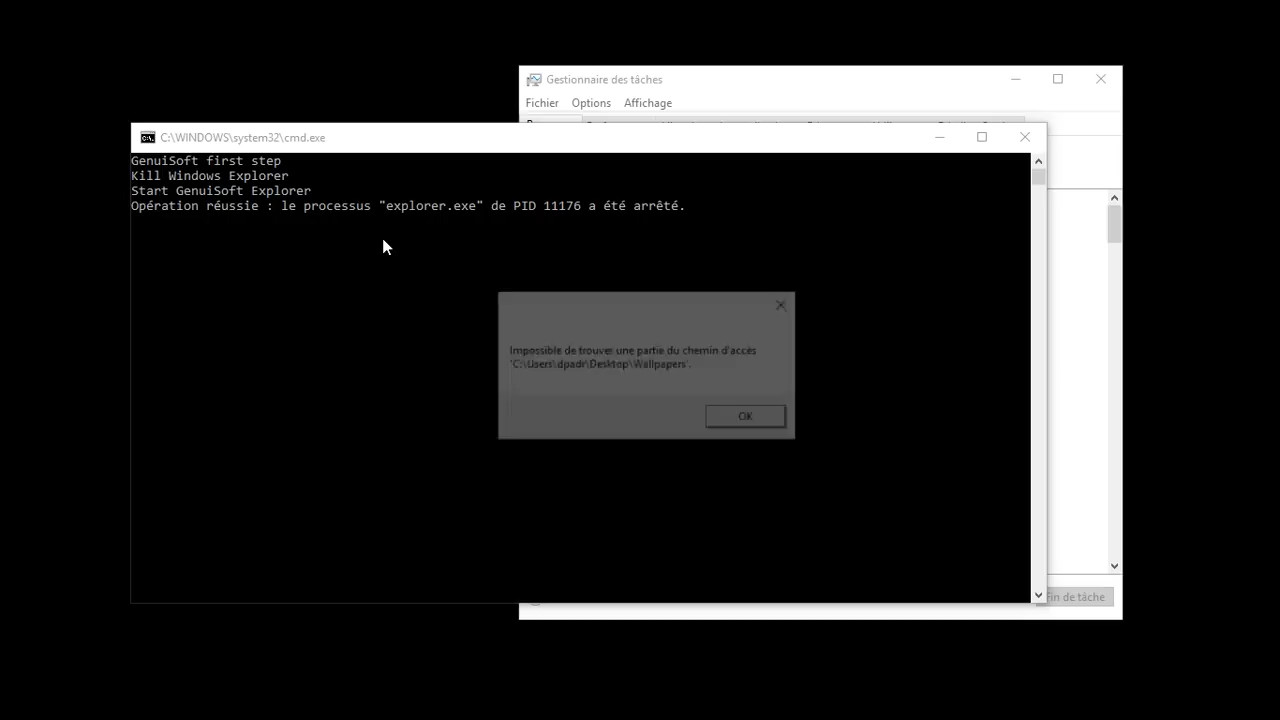 Gestionnaire des tâches
Fichier Options Affichage
C:\WINDOWS\system32\cmd.exe
GenuiSoft first step
Kill Windows Explorer
Start GenuiSoft Explorer
Opération réussie : le processus "explorer.exe" de PID 11176 a été arrêté.
Impossible de trouver une partie du chemin d'accès
'C:\Users\dpadr\Desktop\Wallpapers'.
OK
Fin de tâche